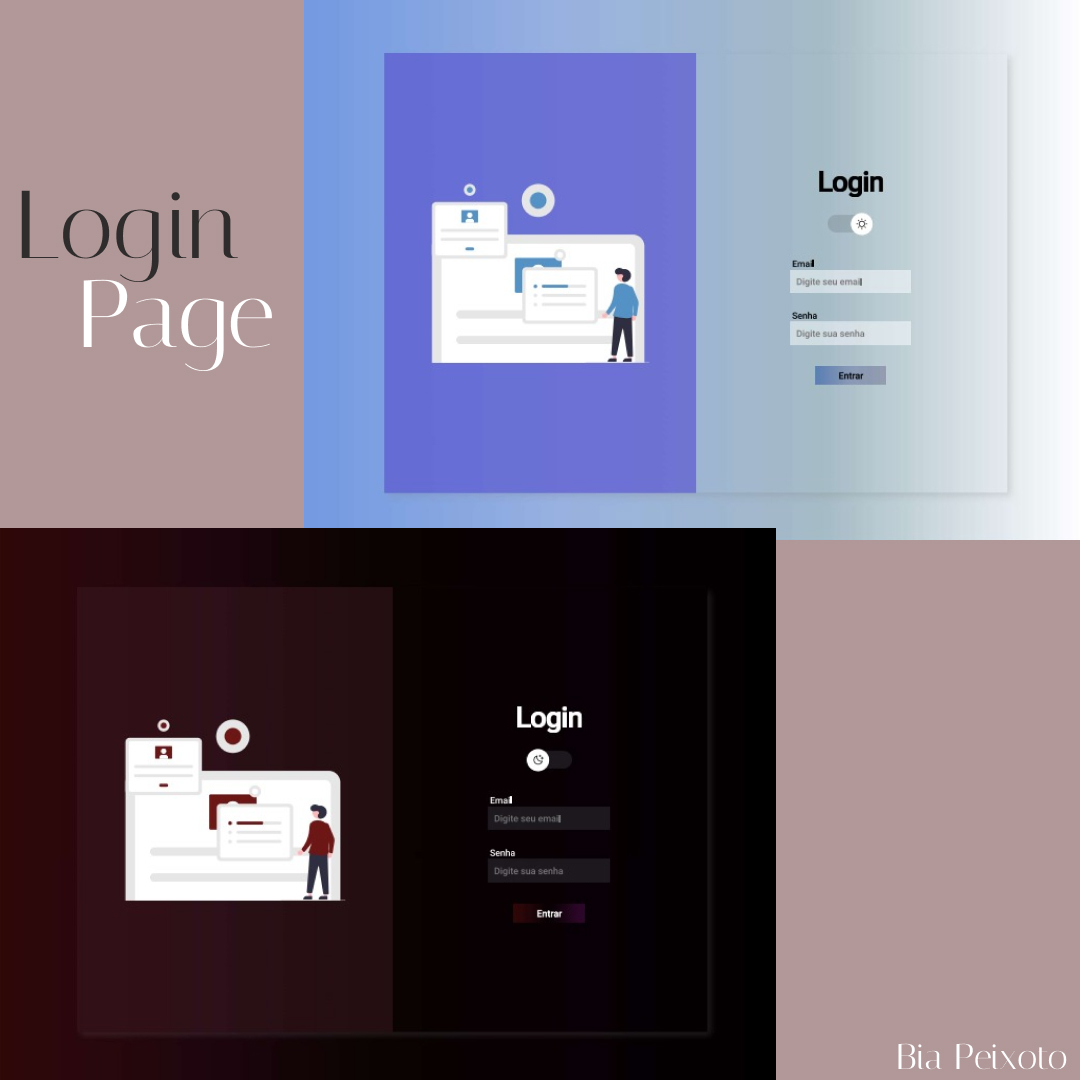 Login
Page
Login
Email
Digite seu email
Senha
Digite sua senha
Entrar
Login
Email
Digite seu email
Senha
Digite sua senha
Entrar
Bia Peixoto